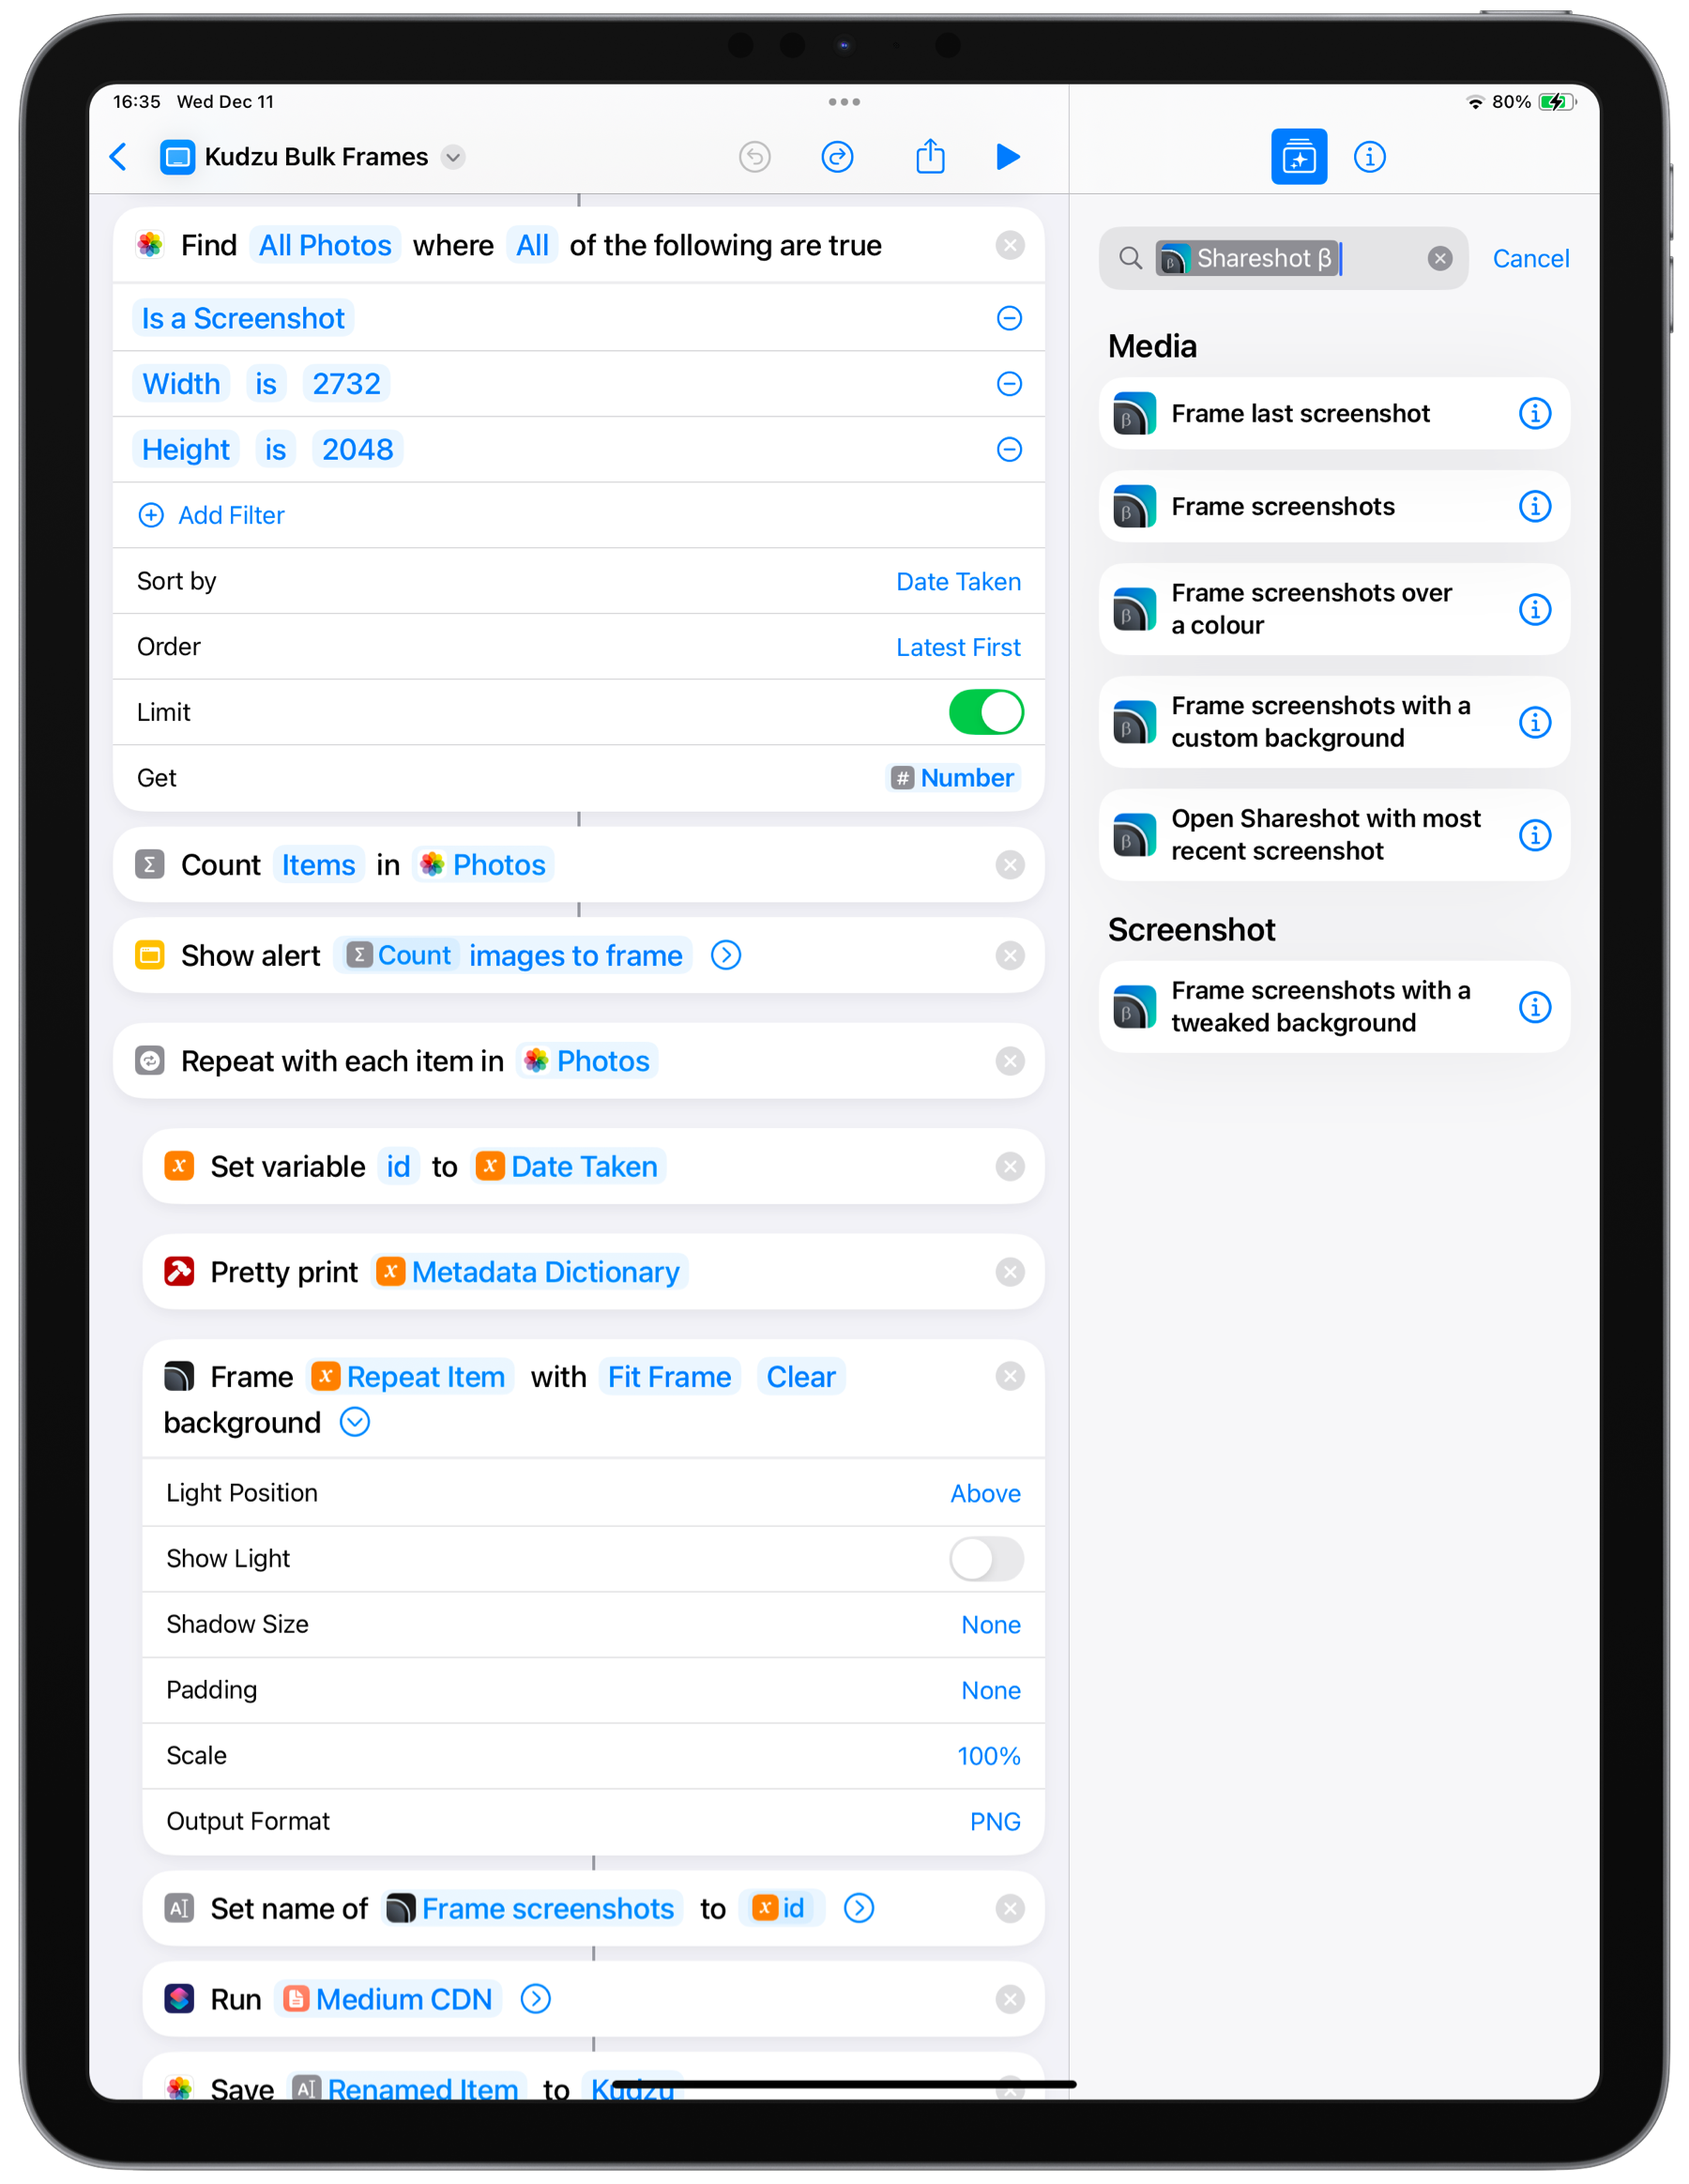 16:35 Wed Dec 11
80%
Kudzu Bulk Frames
Find All Photos where All of the following are true
Is a Screenshot
Width is 2732
Height is 2048
Add Filter
Sort by Date Taken
Order Latest First
Limit
Get # Number
Σ Count Items in Photos
Show alert Σ Count images to frame
Repeat with each item in Photos
x Set variable id to x Date Taken
Pretty print x Metadata Dictionary
Frame x Repeat Item with Fit Frame Clear
background
Light Position Above
Show Light
Shadow Size None
Padding None
Scale 100%
Output Format PNG
AI Set name of Frame screenshots to x id
Run Medium CDN
Save AI Renamed Item to Kudzu
β Shareshot β
Cancel
Media
β Frame last screenshot
β Frame screenshots
β Frame screenshots over
a colour
β Frame screenshots with a
custom background
β Open Shareshot with most
recent screenshot
Screenshot
β Frame screenshots with a
tweaked background